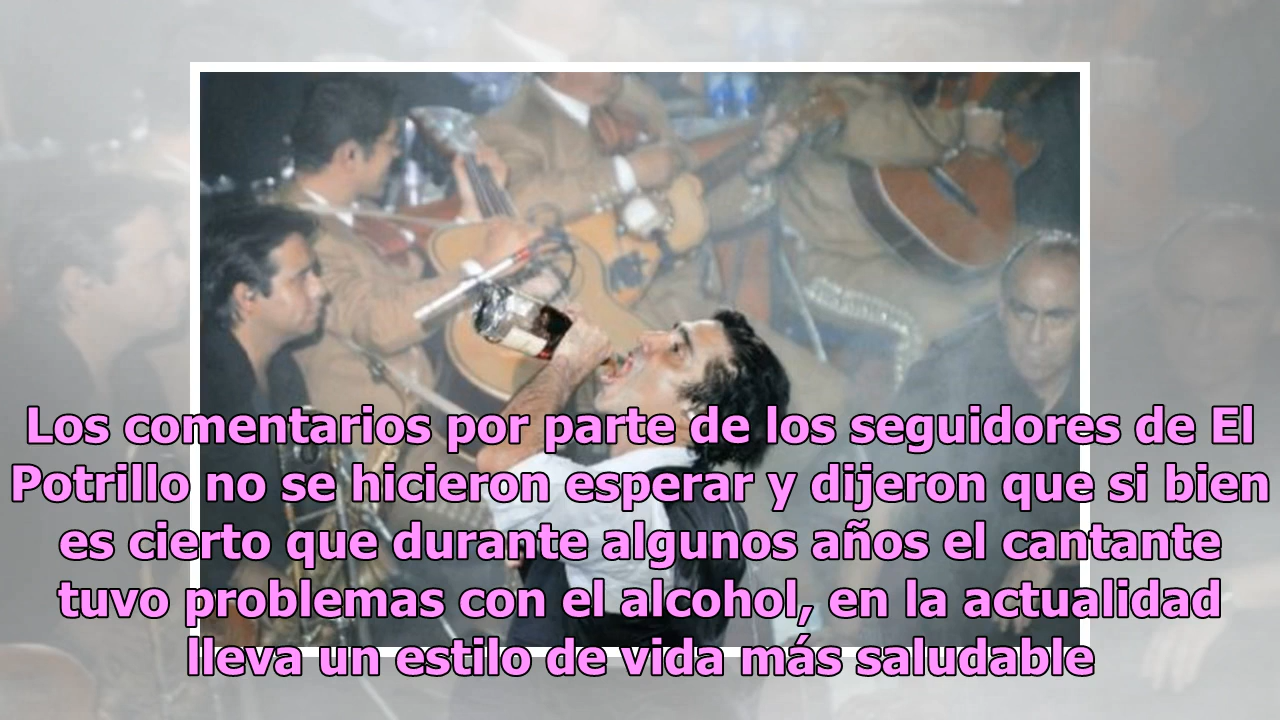 Los comentarios por parte de los seguidores de El
Potrillo no se hicieron esperar y dijeron que si bien
es cierto que durante algunos años el cantante
tuvo problemas con el alcohol, en la actualidad
lleva un estilo de vida más saludable